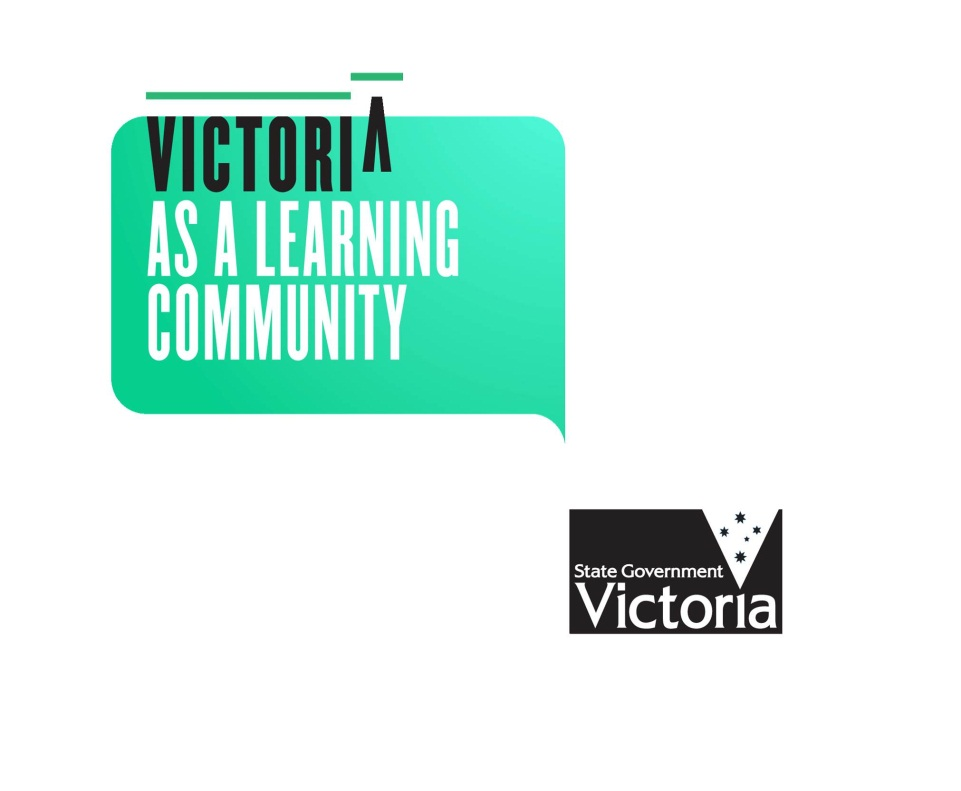 VICTORIA
AS A LEARNING
COMMUNITY
State Government
Victoria